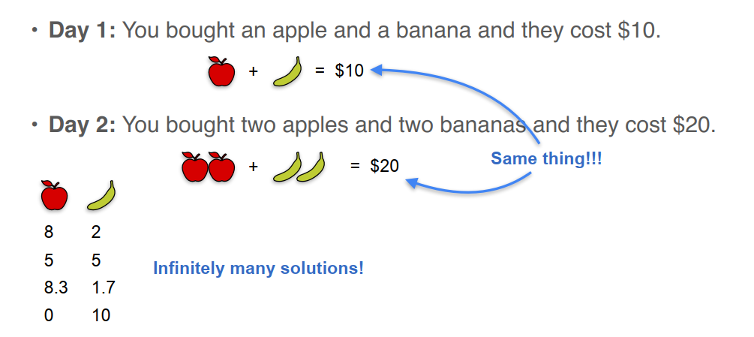 • Day 1: You bought an apple and a banana and they cost $10.
+ = $10
• Day 2: You bought two apples and two bananas and they cost $20.
+ = $20
Same thing!!!
8 2
5 5
8.3 1.7
0 10
Infinitely many solutions!